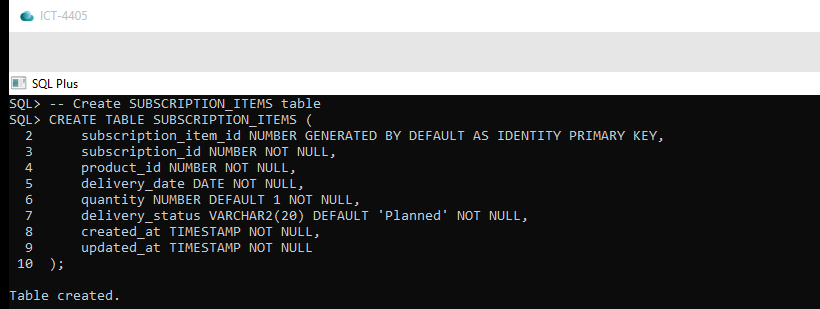 ICT-4405
SQL Plus
SQL> -- Create SUBSCRIPTION_ITEMS table
SQL> CREATE TABLE SUBSCRIPTION_ITEMS (
  2      subscription_item_id NUMBER GENERATED BY DEFAULT AS IDENTITY PRIMARY KEY,
  3      subscription_id NUMBER NOT NULL,
  4      product_id NUMBER NOT NULL,
  5      delivery_date DATE NOT NULL,
  6      quantity NUMBER DEFAULT 1 NOT NULL,
  7      delivery_status VARCHAR2(20) DEFAULT 'Planned' NOT NULL,
  8      created_at TIMESTAMP NOT NULL,
  9      updated_at TIMESTAMP NOT NULL
 10  );
Table created.